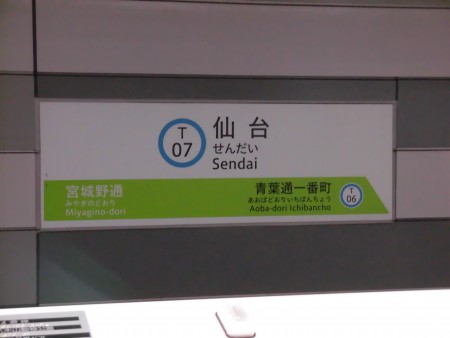 T
07
仙台
せんだい
Sendai
宮城野通
みやぎのどおり
Miyagino-dori
青葉通一番町
あおばどおりいちばんちょう
Aoba-dori Ichibancho
T
06